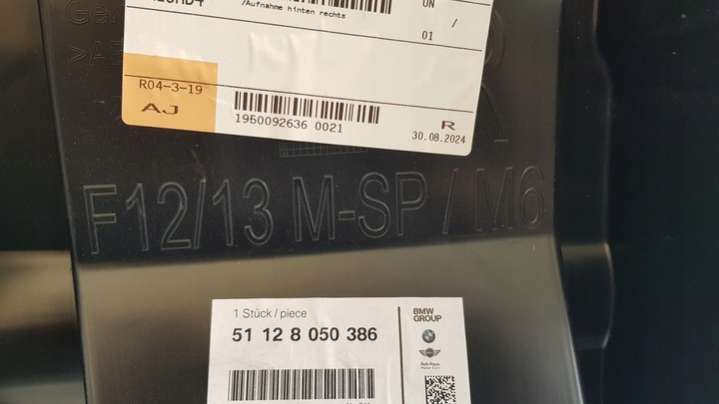 /Aufnahme hinten rechts
UN
/
01
>A
R04-3-19
AJ
1950092636 0021
R
30.08.2024
F12/13 M-SP / M6
1 Stück / piece
BMW
GROUP
51 12 8 050 386